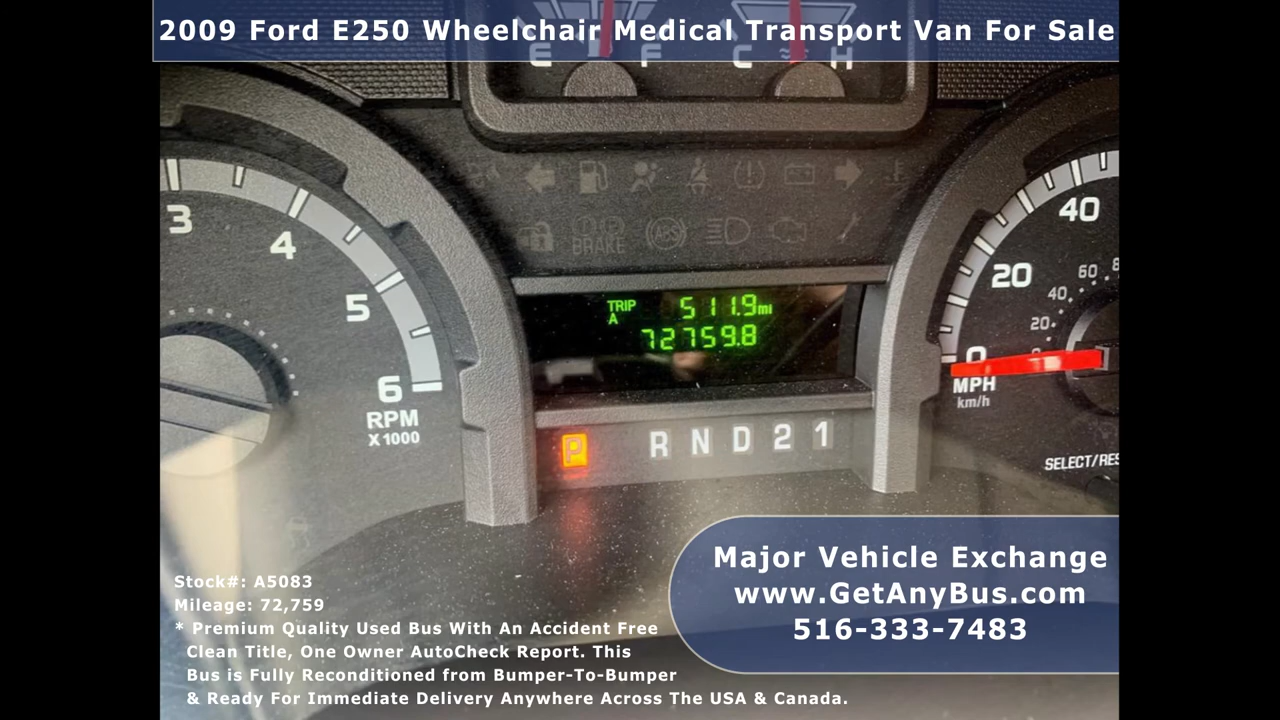 2009 Ford E250 Wheelchair Medical Transport Van For Sale
E F C H
BRAKE ABS
3 4 5 6
RPM
X1000
TRIP A 511.9 mi
72759.8
P R N D 2 1
0 20 40
20 40 60 8
MPH
km/h
SELECT/RES
Major Vehicle Exchange
www.GetAnyBus.com
516-333-7483
Stock#: A5083
Mileage: 72,759
* Premium Quality Used Bus With An Accident Free
Clean Title, One Owner AutoCheck Report. This
Bus is Fully Reconditioned from Bumper-To-Bumper
& Ready For Immediate Delivery Anywhere Across The USA & Canada.